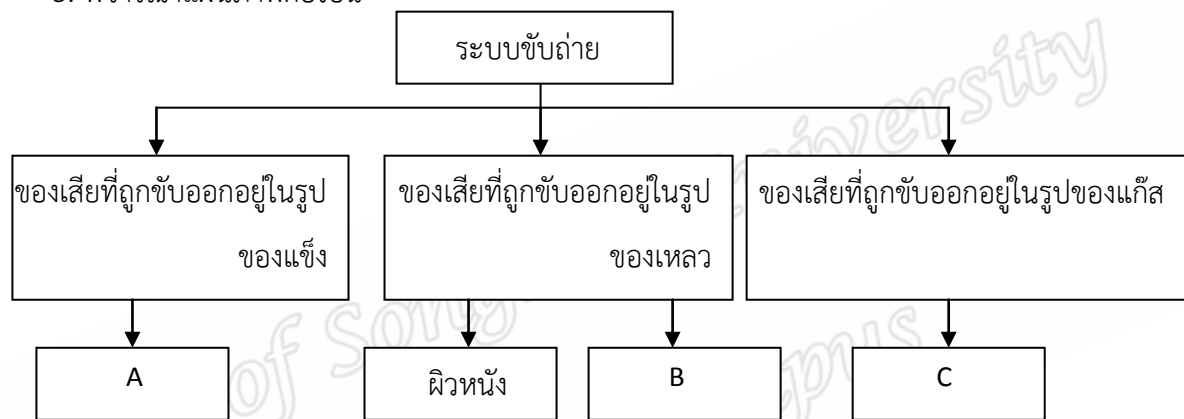 ระบบขับถ่าย
ของเสียที่ถูกขับออกอยู่ในรูป
ของแข็ง
ของเสียที่ถูกขับออกอยู่ในรูป
ของเหลว
ของเสียที่ถูกขับออกอยู่ในรูปของแก๊ส
A
ผิวหนัง
B
C
of Song
University